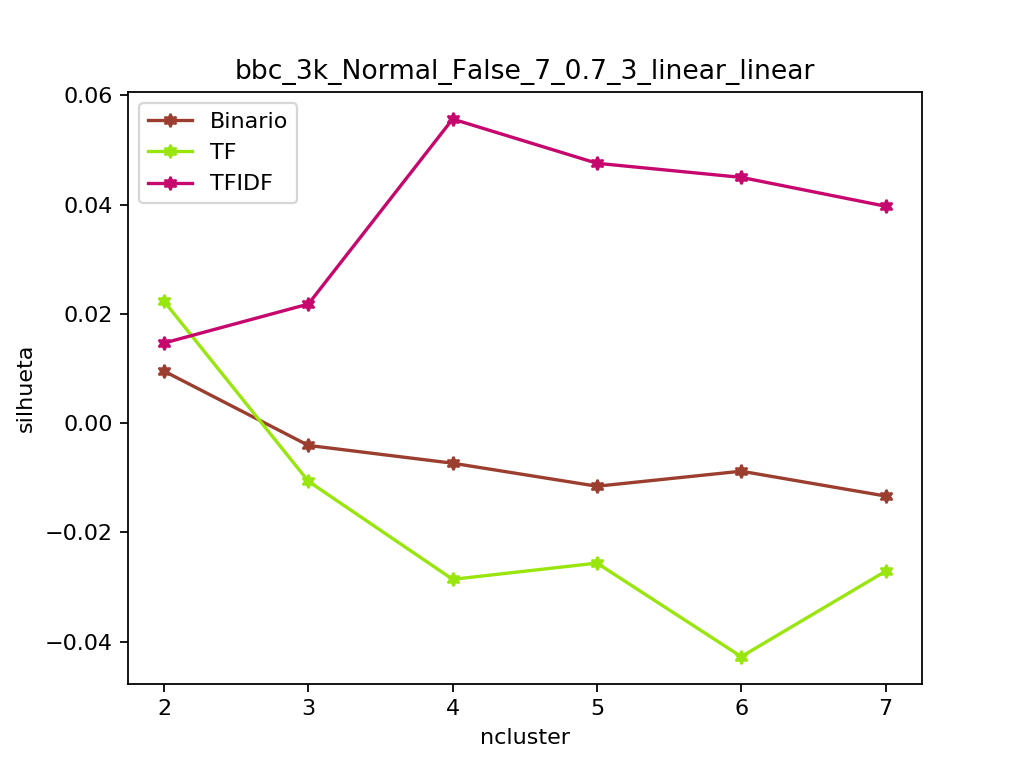 bbc_3k_Normal_False_7_0.7_3_linear_linear
Binario
TF
TFIDF
0.06
0.04
0.02
0.00
−0.02
−0.04
silhueta
2 3 4 5 6 7
ncluster